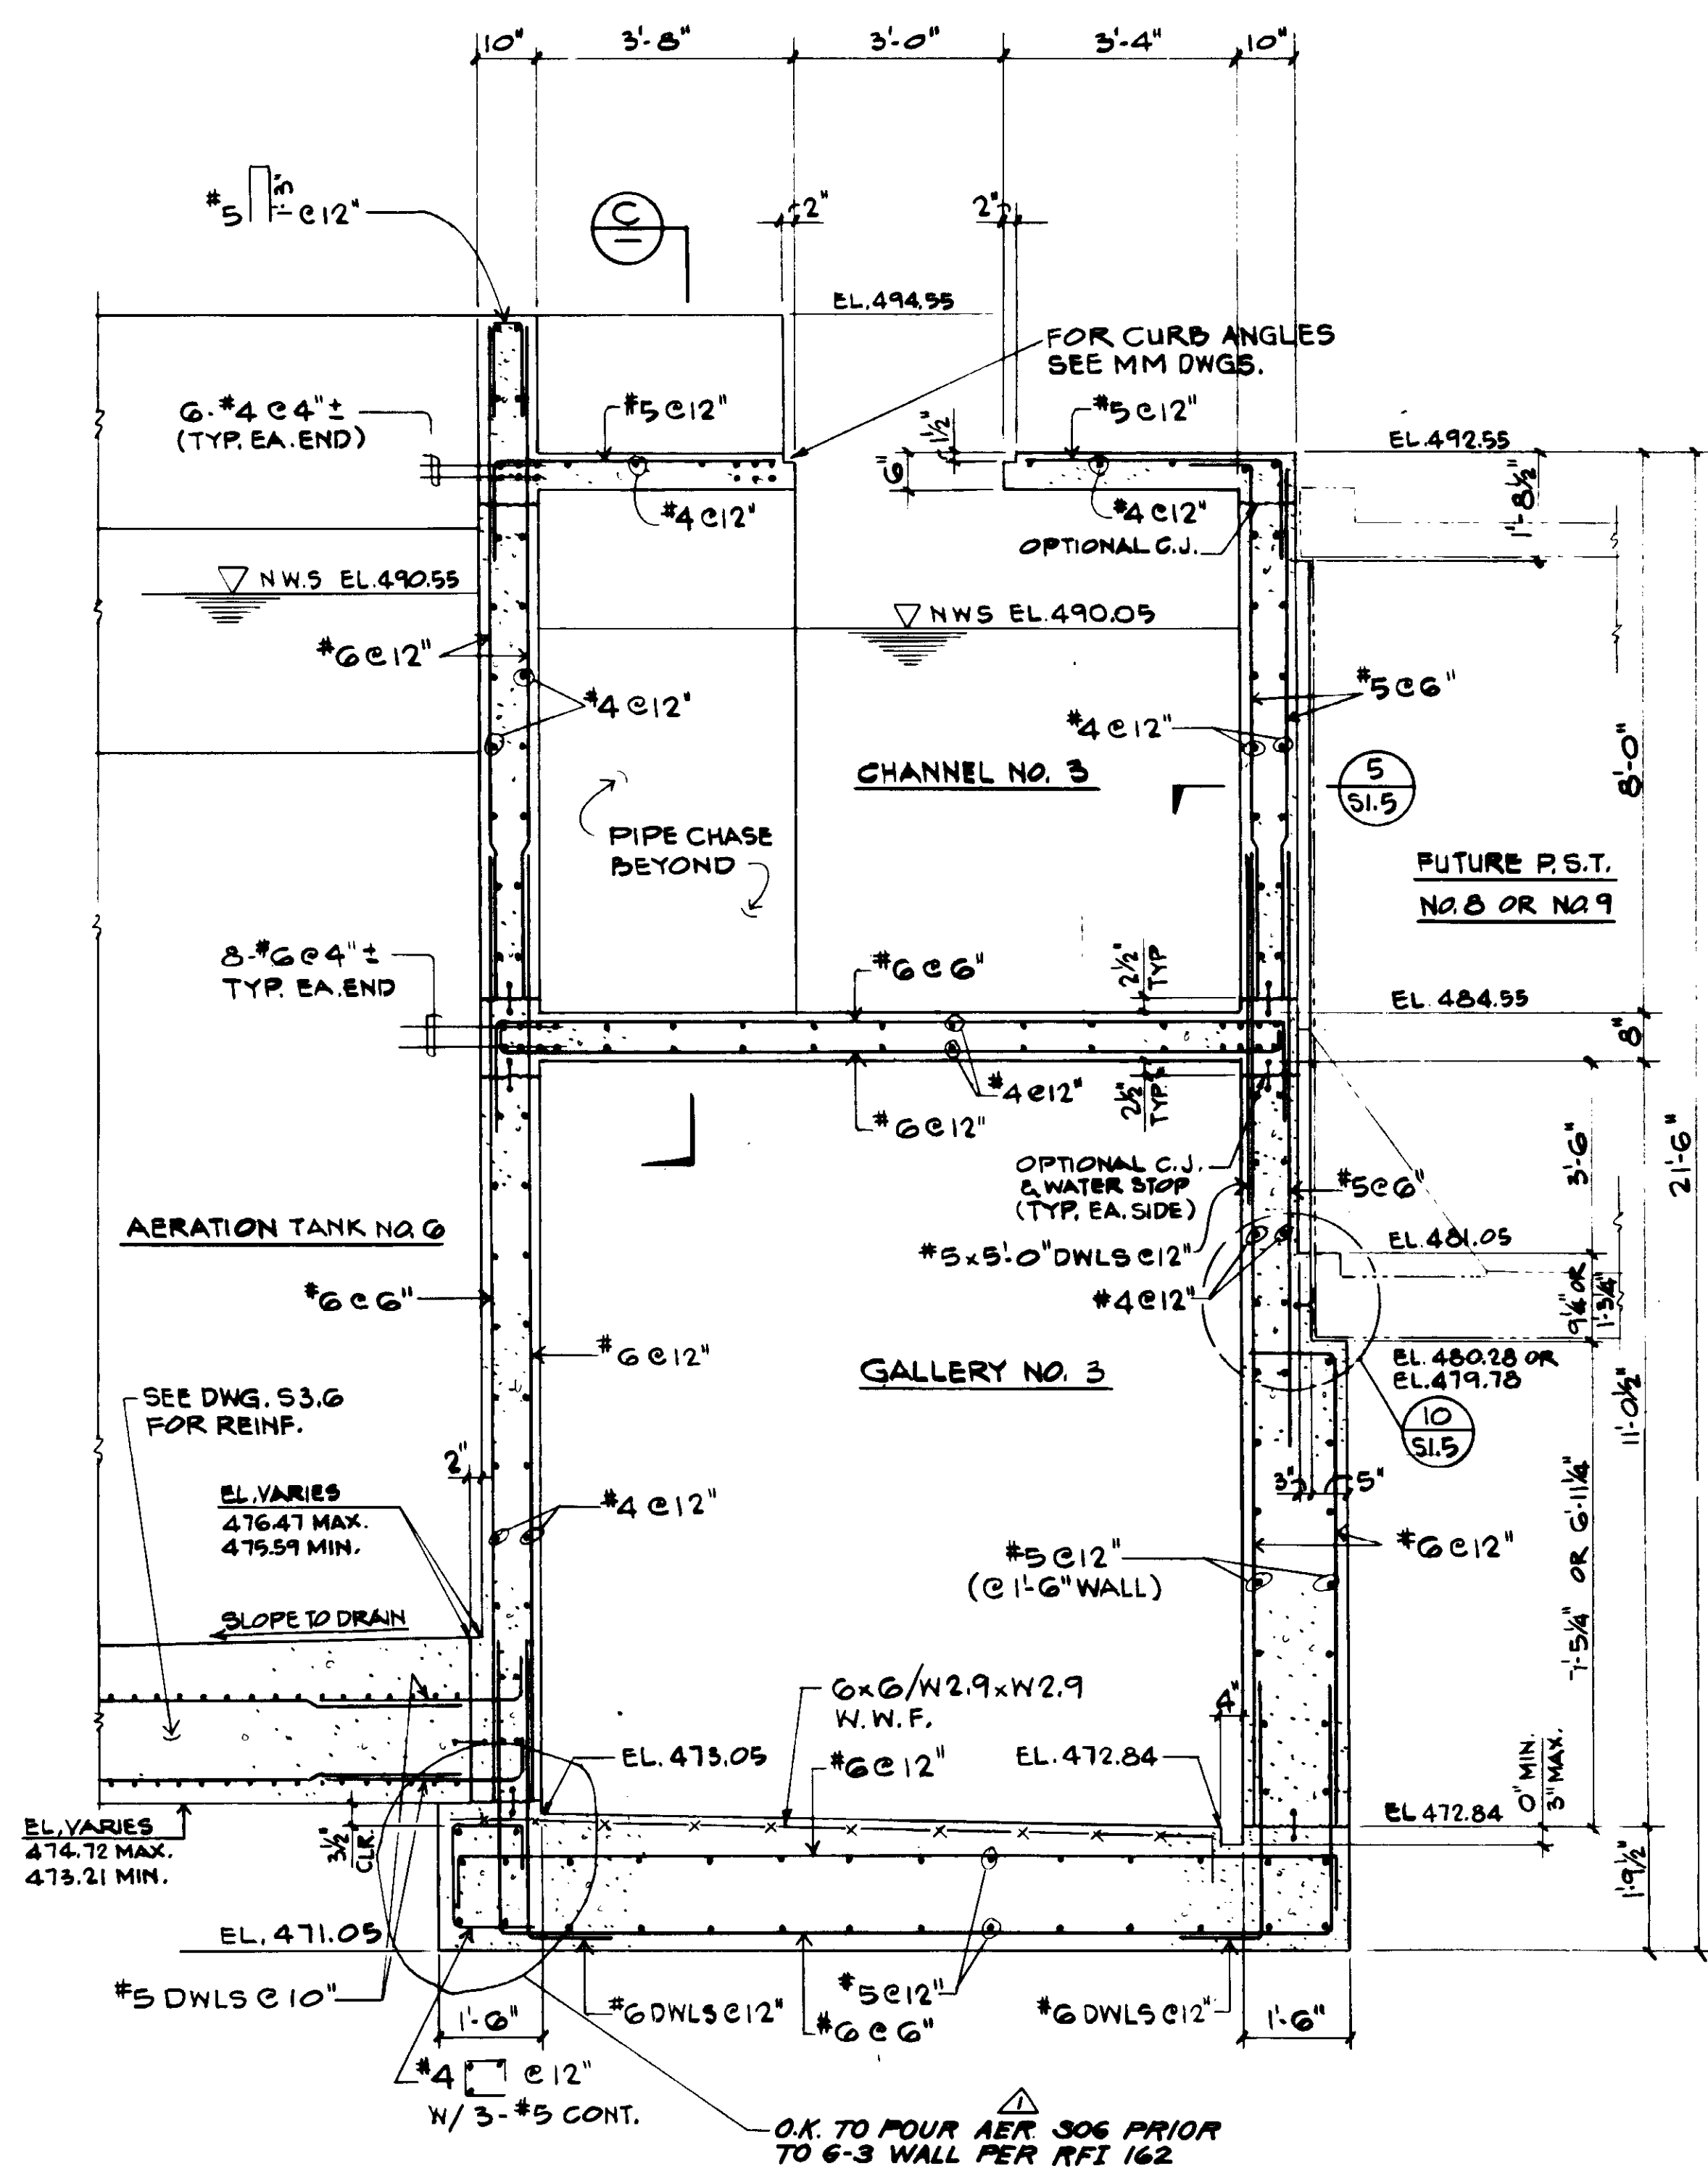 10" 3'-8" 3'-0" 3'-4" 10"
#5 1'-3" @12"
C
2" 2"
EL.494.55
FOR CURB ANGLES
SEE MM DWGS.
6-#4@4"±
(TYP. EA. END)
#5@12"
1½"
#5@12"
EL.492.55
6"
1'-8½"
#4@12"
#4@12"
OPTIONAL C.J.
N.W.S EL.490.55
NWS EL.490.05
#6@12"
#4@12"
#5@6"
#4@12"
CHANNEL NO. 3
5
S1.5
8'-0"
PIPE CHASE
BEYOND
FUTURE P.S.T.
NO.8 OR NO.9
8-#6@4"±
TYP. EA. END
#6@6"
2½"
TYP
EL.484.55
8"
#4@12"
2½"
TYP.
#6@12"
OPTIONAL C.J.
& WATER STOP
(TYP. EA. SIDE)
#5@6"
3'-6"
21'-6"
AERATION TANK NO. 6
#5x5'-0" DWLS@12"
EL.481.05
#6@6"
#4@12"
9¼" OR
1'-3¼"
#6@12"
GALLERY NO. 3
EL. 480.28 OR
EL.479.78
SEE DWG. S3.6
FOR REINF.
10
S1.5
11'-0½"
2"
3" 5"
EL.VARIES
476.47 MAX.
475.59 MIN.
#4@12"
#5@12"
(@ 1'-6" WALL)
#6@12"
7'-5¼" OR 6'-11¼"
SLOPE TO DRAIN
6x6/W2.9xW2.9
W.W.F.
4"
EL.473.05
#6@12"
EL.472.84
0" MIN.
3" MAX.
EL.VARIES
474.72 MAX.
473.21 MIN.
3½"
CLR.
EL 472.84
1'-9½"
EL.471.05
#5 DWLS@10"
1'-6"
#6 DWLS@12"
#5@12"
#6@6"
#6 DWLS@12"
1'-6"
#4 @12"
W/ 3-#5 CONT.
1
O.K. TO POUR AER. SOG PRIOR
TO G-3 WALL PER RFI 162